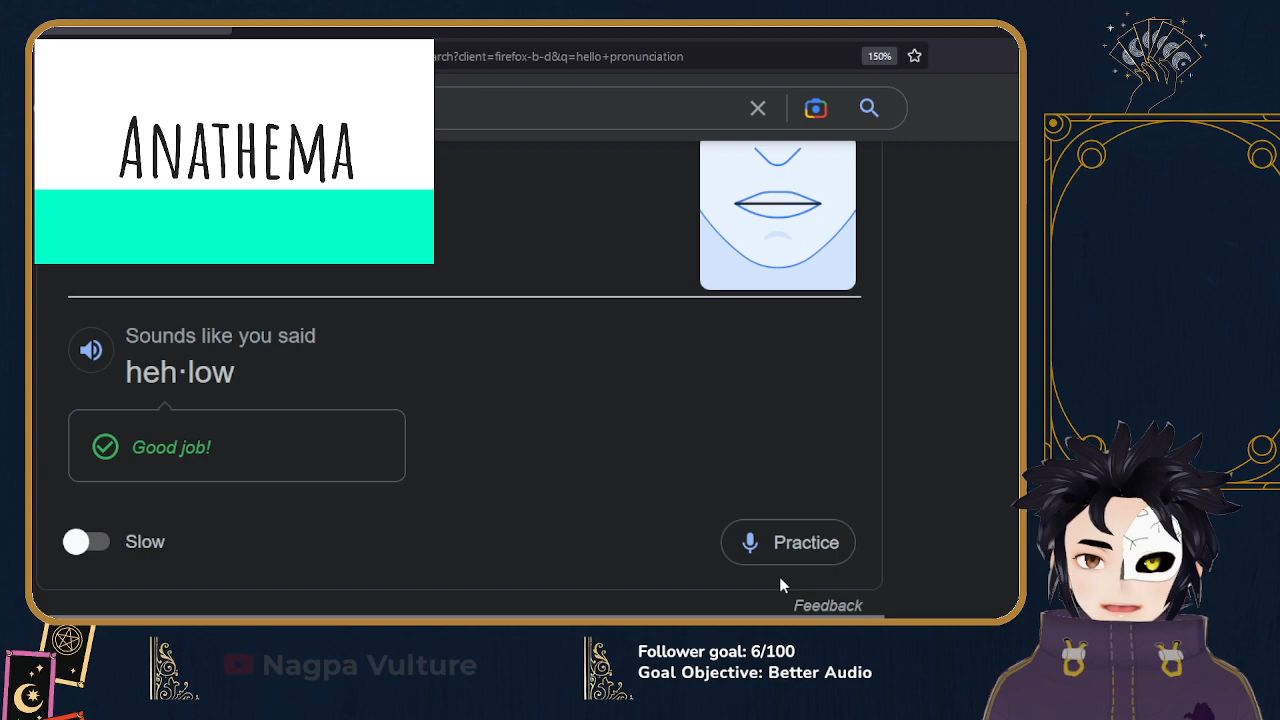 rch?client=firefox-b-d&q=hello+pronunciation
150%
ANATHEMA
Sounds like you said
heh·low
Good job!
Slow
Practice
Feedback
Nagpa Vulture
Follower goal: 6/100
Goal Objective: Better Audio